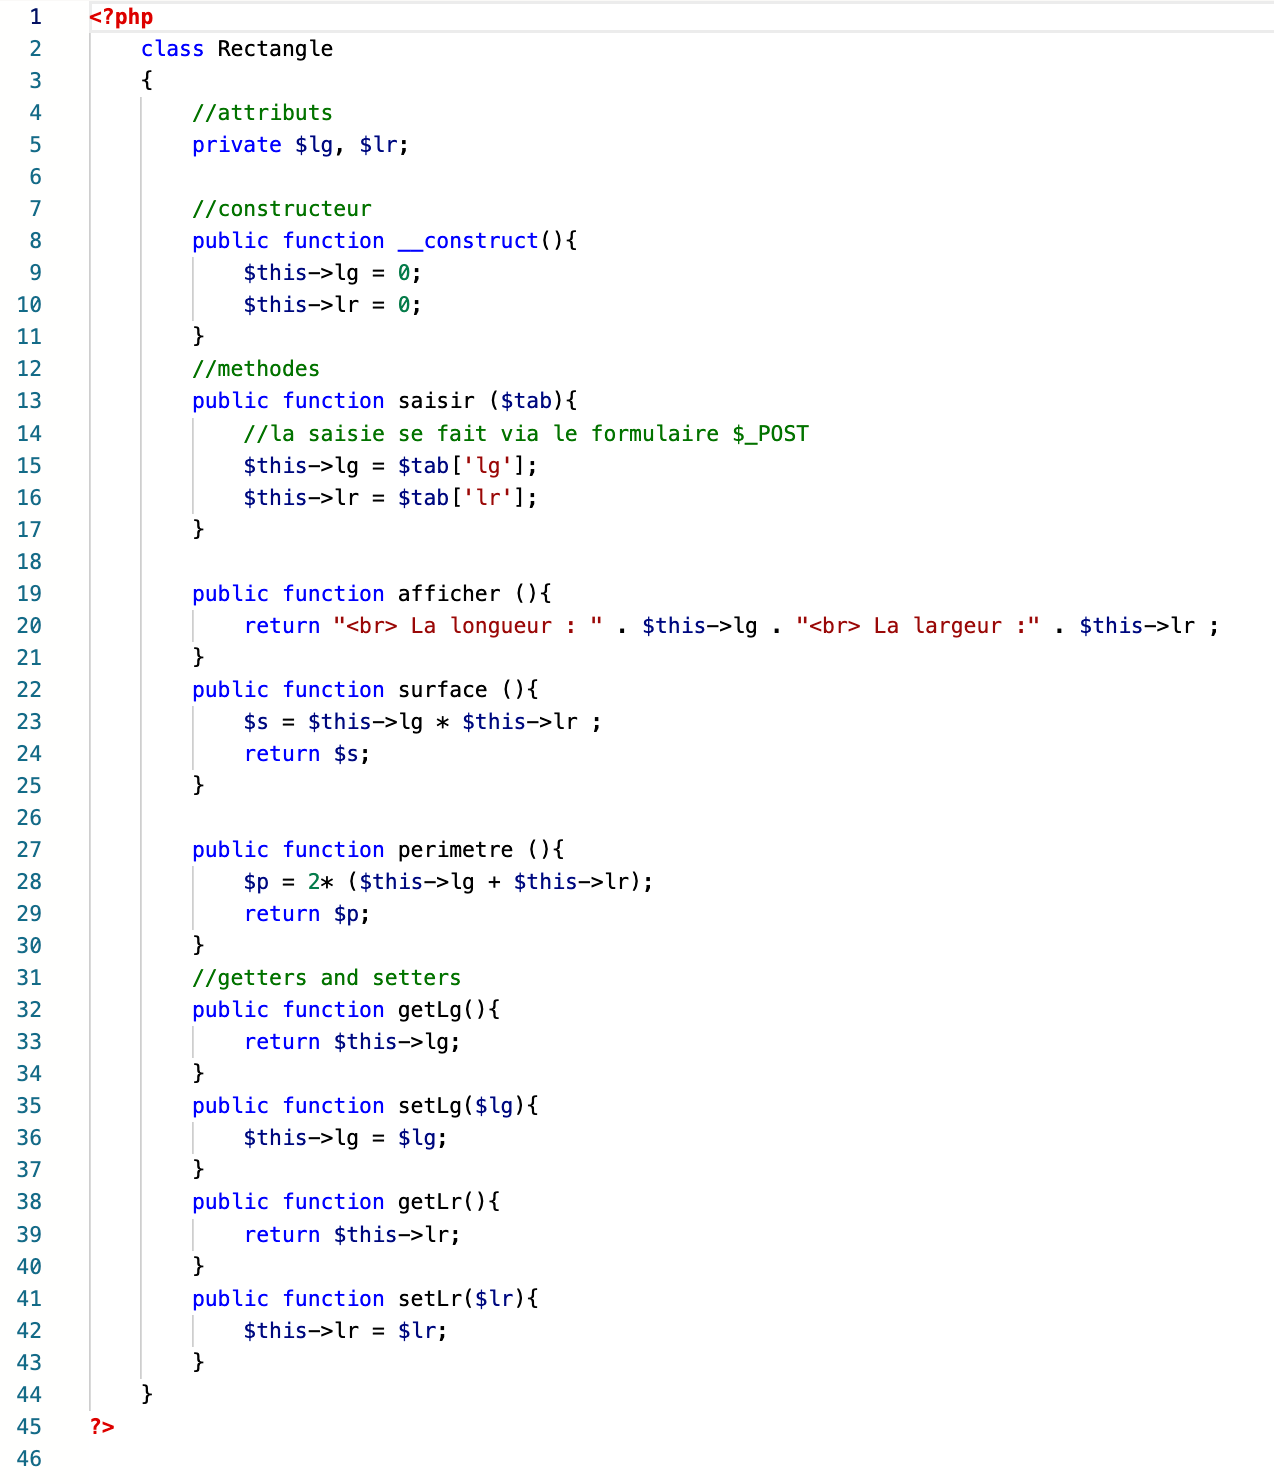 1 <?php
2 class Rectangle
3 {
4 //attributs
5 private $lg, $lr;
6
7 //constructeur
8 public function __construct(){
9 $this->lg = 0;
10 $this->lr = 0;
11 }
12 //methodes
13 public function saisir ($tab){
14 //la saisie se fait via le formulaire $_POST
15 $this->lg = $tab['lg'];
16 $this->lr = $tab['lr'];
17 }
18
19 public function afficher (){
20 return "<br> La longueur : " . $this->lg . "<br> La largeur :" . $this->lr ;
21 }
22 public function surface (){
23 $s = $this->lg * $this->lr ;
24 return $s;
25 }
26
27 public function perimetre (){
28 $p = 2* ($this->lg + $this->lr);
29 return $p;
30 }
31 //getters and setters
32 public function getLg(){
33 return $this->lg;
34 }
35 public function setLg($lg){
36 $this->lg = $lg;
37 }
38 public function getLr(){
39 return $this->lr;
40 }
41 public function setLr($lr){
42 $this->lr = $lr;
43 }
44 }
45 ?>
46